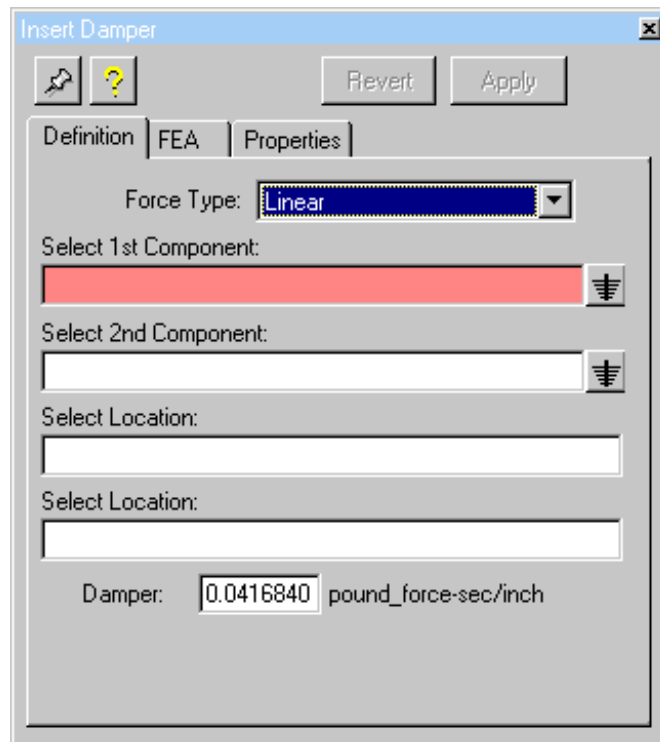 Insert Damper
Revert Apply
Definition FEA Properties
Force Type: Linear
Select 1st Component:
Select 2nd Component:
Select Location:
Select Location:
Damper: 0.0416840 pound_force-sec/inch